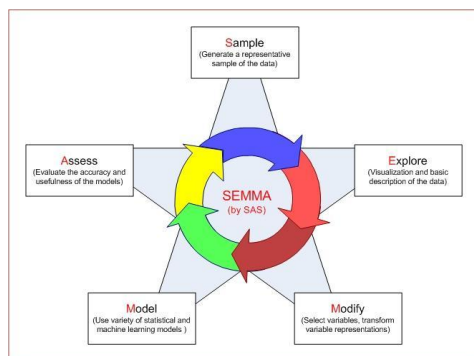 Sample
(Generate a representative
sample of the data)
Assess
(Evaluate the accuracy and
usefulness of the models)
SEMMA
(by SAS)
Explore
(Visualization and basic
description of the data)
Model
(Use variety of statistical and
machine learning models )
Modify
(Select variables, transform
variable representations)